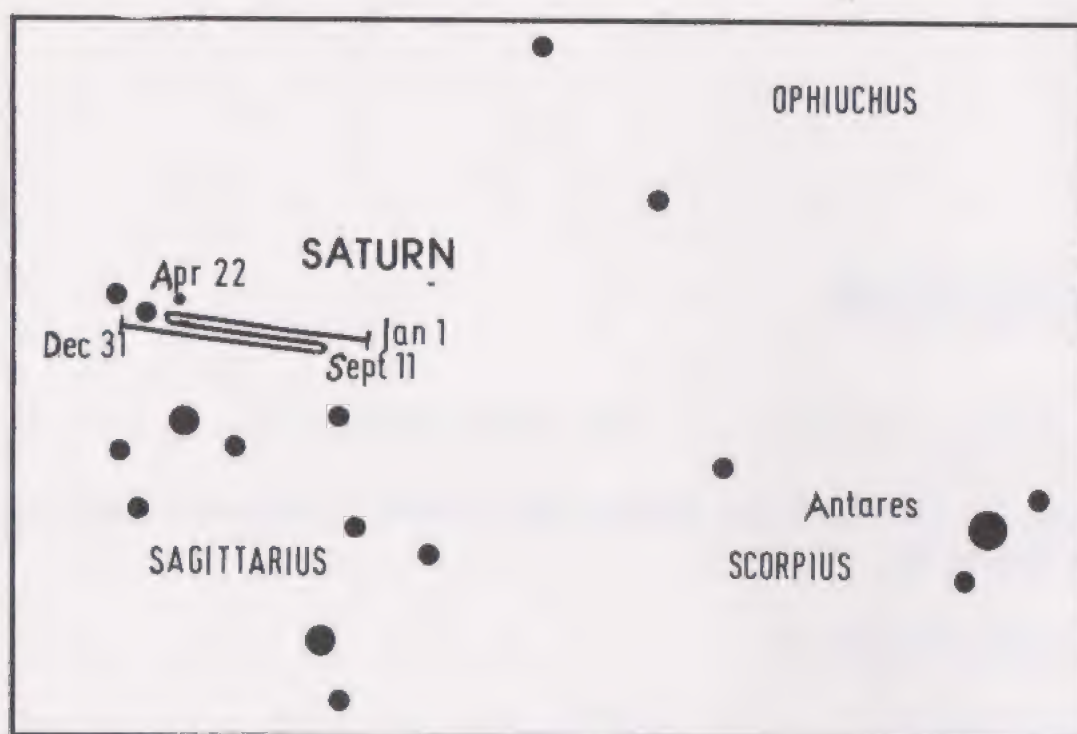 OPHIUCHUS
SATURN
Apr 22
Dec 31
Jan 1
Sept 11
Antares
SAGITTARIUS
SCORPIUS